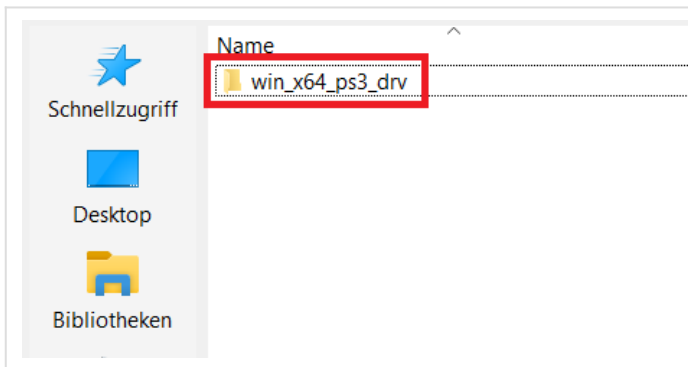 Name
win_x64_ps3_drv
Schnellzugriff
Desktop
Bibliotheken